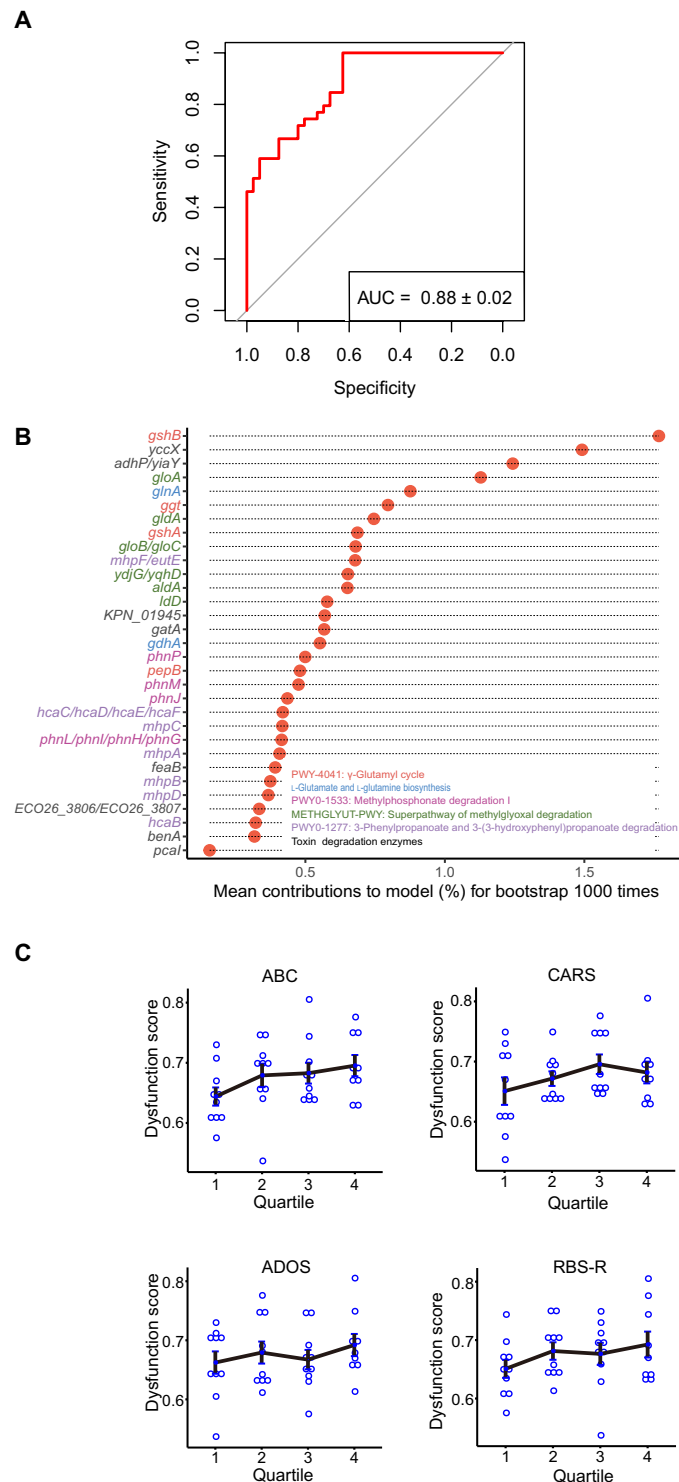 A
Sensitivity
1.0
0.8
0.6
0.4
0.2
0.0
AUC = 0.88 ± 0.02
1.0 0.8 0.6 0.4 0.2 0.0
Specificity
B
gshB
yccX
adhP/yiaY
gloA
glnA
ggt
gldA
gshA
gloB/gloC
mhpF/eutE
ydjG/yqhD
aldA
ldD
KPN_01945
gatA
gdhA
phnP
pepB
phnM
phnJ
hcaC/hcaD/hcaE/hcaF
mhpC
phnL/phnI/phnH/phnG
mhpA
feaB
mhpB
mhpD
ECO26_3806/ECO26_3807
hcaB
benA
pcaI
PWY-4041: γ-Glutamyl cycle
L-Glutamate and L-glutamine biosynthesis
PWY0-1533: Methylphosphonate degradation I
METHGLYUT-PWY: Superpathway of methylglyoxal degradation
PWY0-1277: 3-Phenylpropanoate and 3-(3-hydroxyphenyl)propanoate degradation
Toxin degradation enzymes
0.5 1.0 1.5
Mean contributions to model (%) for bootstrap 1000 times
C
ABC
Dysfunction score
0.8
0.7
0.6
1 2 3 4
Quartile
CARS
Dysfunction score
0.8
0.7
0.6
1 2 3 4
Quartile
ADOS
Dysfunction score
0.8
0.7
0.6
1 2 3 4
Quartile
RBS-R
Dysfunction score
0.8
0.7
0.6
1 2 3 4
Quartile